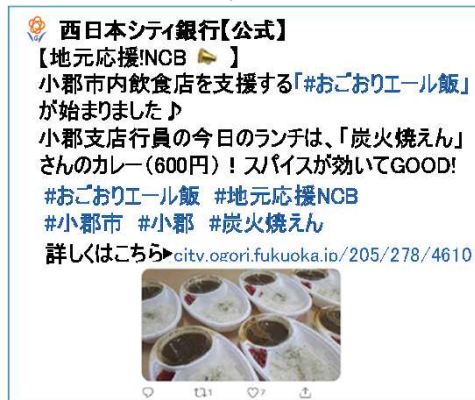 西日本シティ銀行【公式】
【地元応援!NCB 📣 】
小郡市内飲食店を支援する「#おごおりエール飯」
が始まりました♪
小郡支店行員の今日のランチは、「炭火焼えん」
さんのカレー（600円）！スパイスが効いてGOOD!
#おごおりエール飯 #地元応援NCB
#小郡市 #小郡 #炭火焼えん
詳しくはこちら▶city.ogori.fukuoka.jp/205/278/4610
1 7